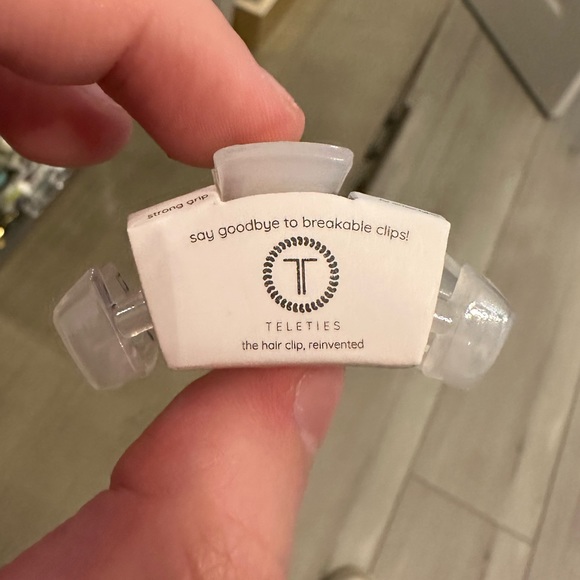 strong grip
say goodbye to breakable clips!
T
TELETIES
the hair clip, reinvented